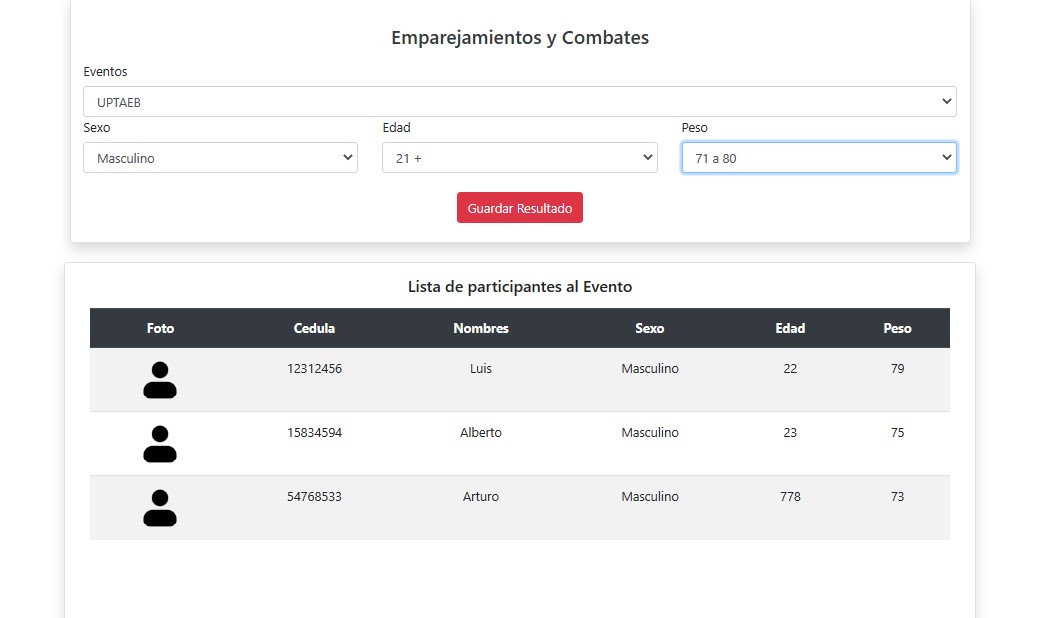 Emparejamientos y Combates
Eventos
UPTAEB
Sexo Edad Peso
Masculino 21 + 71 a 80
Guardar Resultado
Lista de participantes al Evento
Foto Cedula Nombres Sexo Edad Peso
12312456 Luis Masculino 22 79
15834594 Alberto Masculino 23 75
54768533 Arturo Masculino 778 73